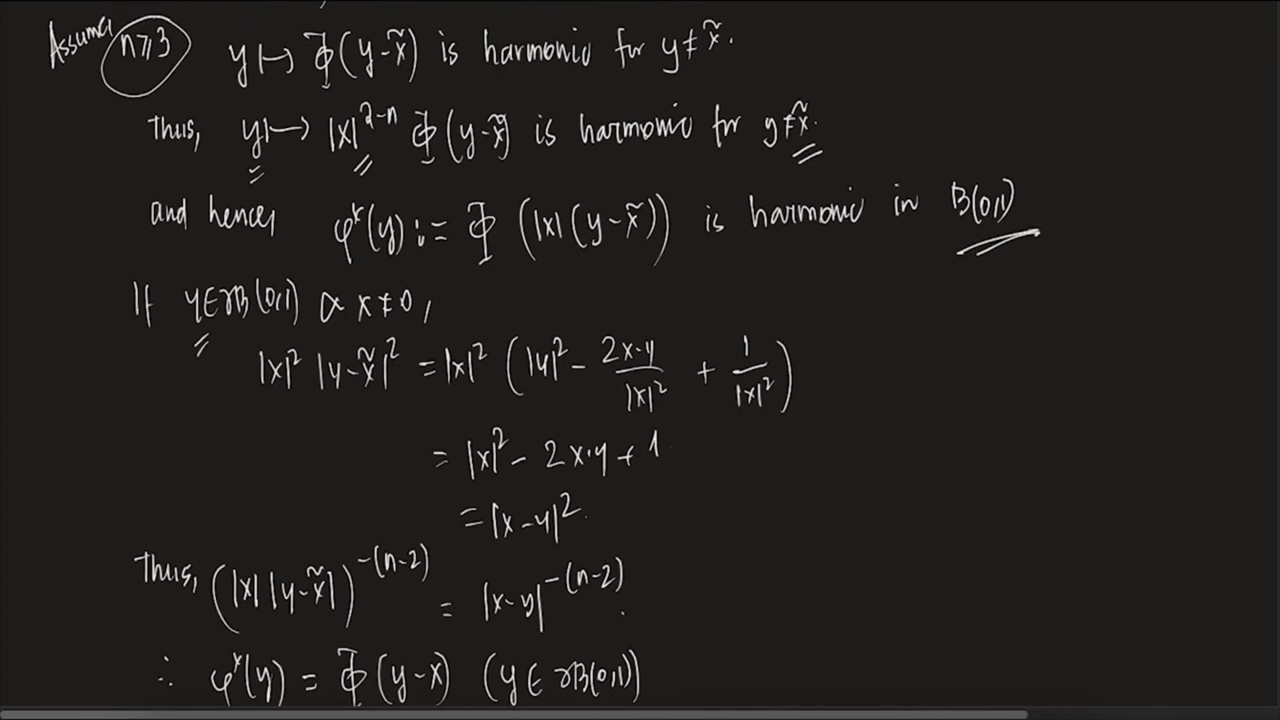 Assume n≥3 y ↦ Φ(y-x̃) is harmonic for y≠x̃.
Thus, y ↦ |x|^{2-n} Φ(y-x̃) is harmonic for y≠x̃.
and hence, φ^x(y) := Φ(|x|(y-x̃)) is harmonic in B(0,1)
If y∈∂B(0,1) & x≠0,
|x|² |y-x̃|² = |x|² (|y|² - 2x·y/|x|² + 1/|x|²)
= |x|² - 2x·y + 1
= |x-y|².
Thus, (|x| |y-x̃|)^{-(n-2)} = |x-y|^{-(n-2)}.
∴ φ^x(y) = Φ(y-x) (y∈∂B(0,1))